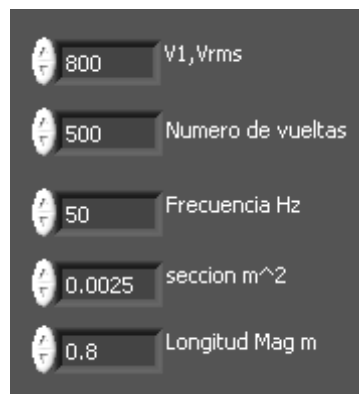 800 V1,Vrms
500 Numero de vueltas
50 Frecuencia Hz
0.0025 seccion m^2
0.8 Longitud Mag m